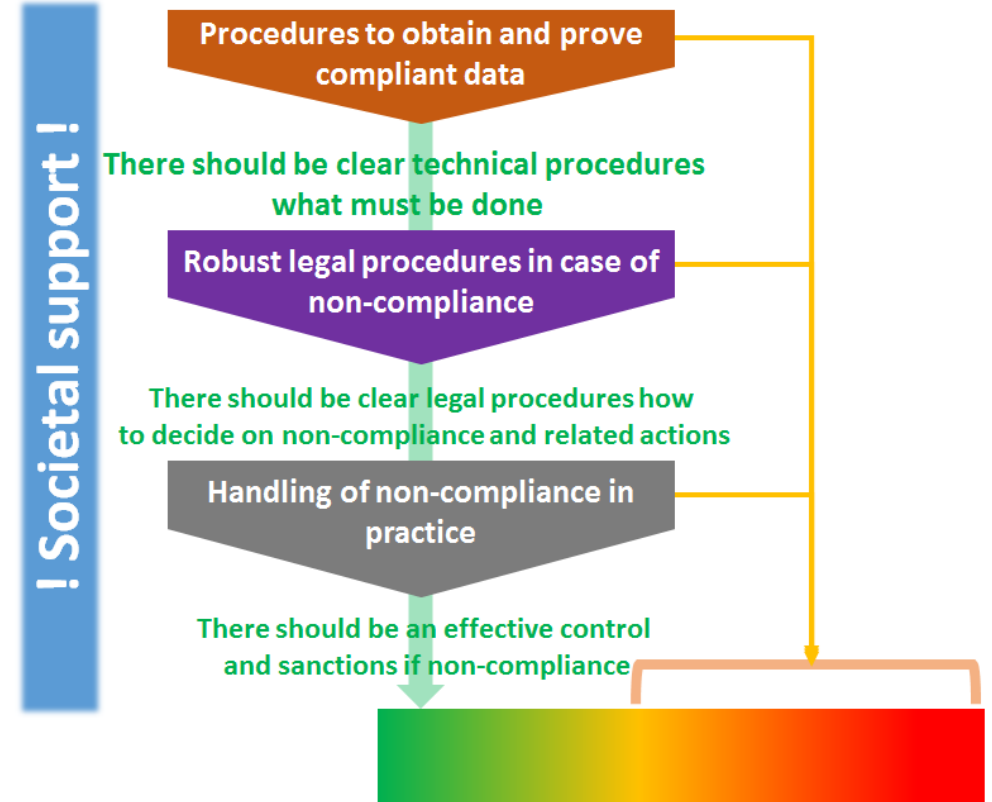 ! Societal support !
Procedures to obtain and prove
compliant data
There should be clear technical procedures
what must be done
Robust legal procedures in case of
non-compliance
There should be clear legal procedures how
to decide on non-compliance and related actions
Handling of non-compliance in
practice
There should be an effective control
and sanctions if non-compliance